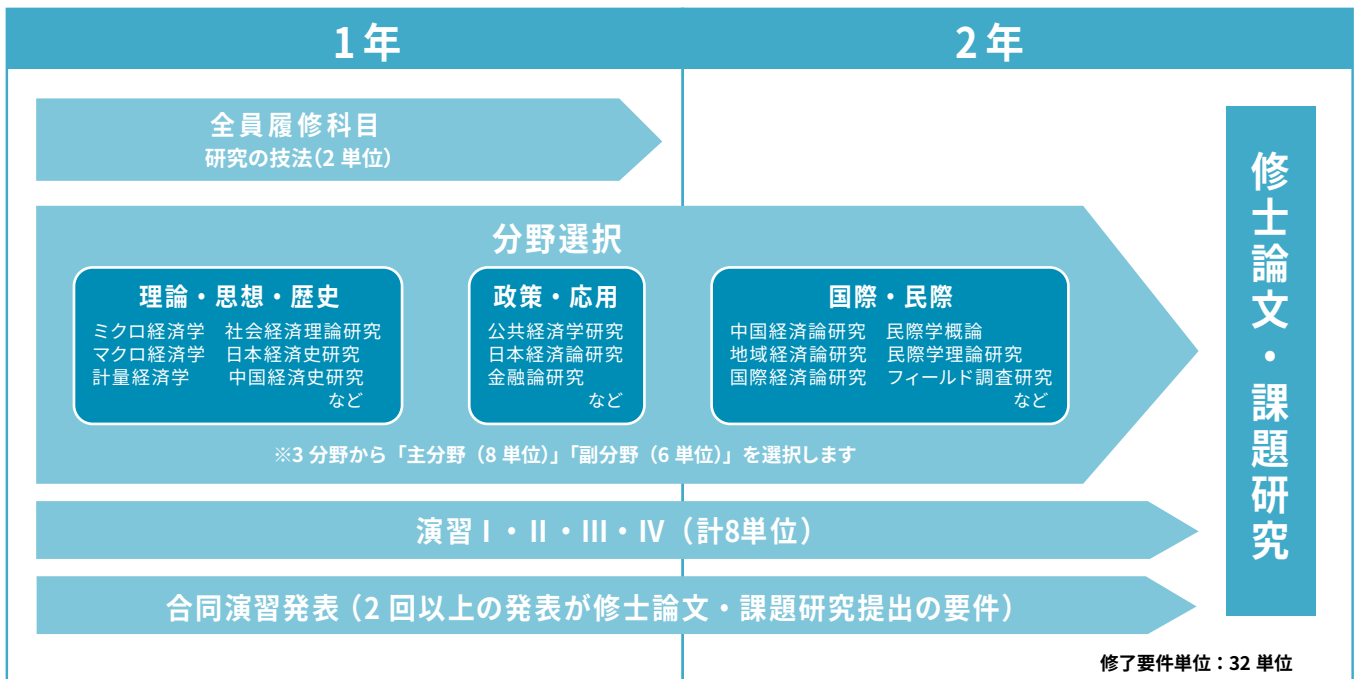 1年
2年
全員履修科目
研究の技法(2 単位)
分野選択
理論・思想・歴史
ミクロ経済学 社会経済理論研究
マクロ経済学 日本経済史研究
計量経済学 中国経済史研究
など
政策・応用
公共経済学研究
日本経済論研究
金融論研究
など
国際・民際
中国経済論研究 民際学概論
地域経済論研究 民際学理論研究
国際経済論研究 フィールド調査研究
など
※3 分野から「主分野(8 単位)」「副分野(6 単位)」を選択します
演習Ⅰ・Ⅱ・Ⅲ・Ⅳ(計8単位)
合同演習発表(2 回以上の発表が修士論文・課題研究提出の要件)
修士論文・課題研究
修了要件単位:32 単位